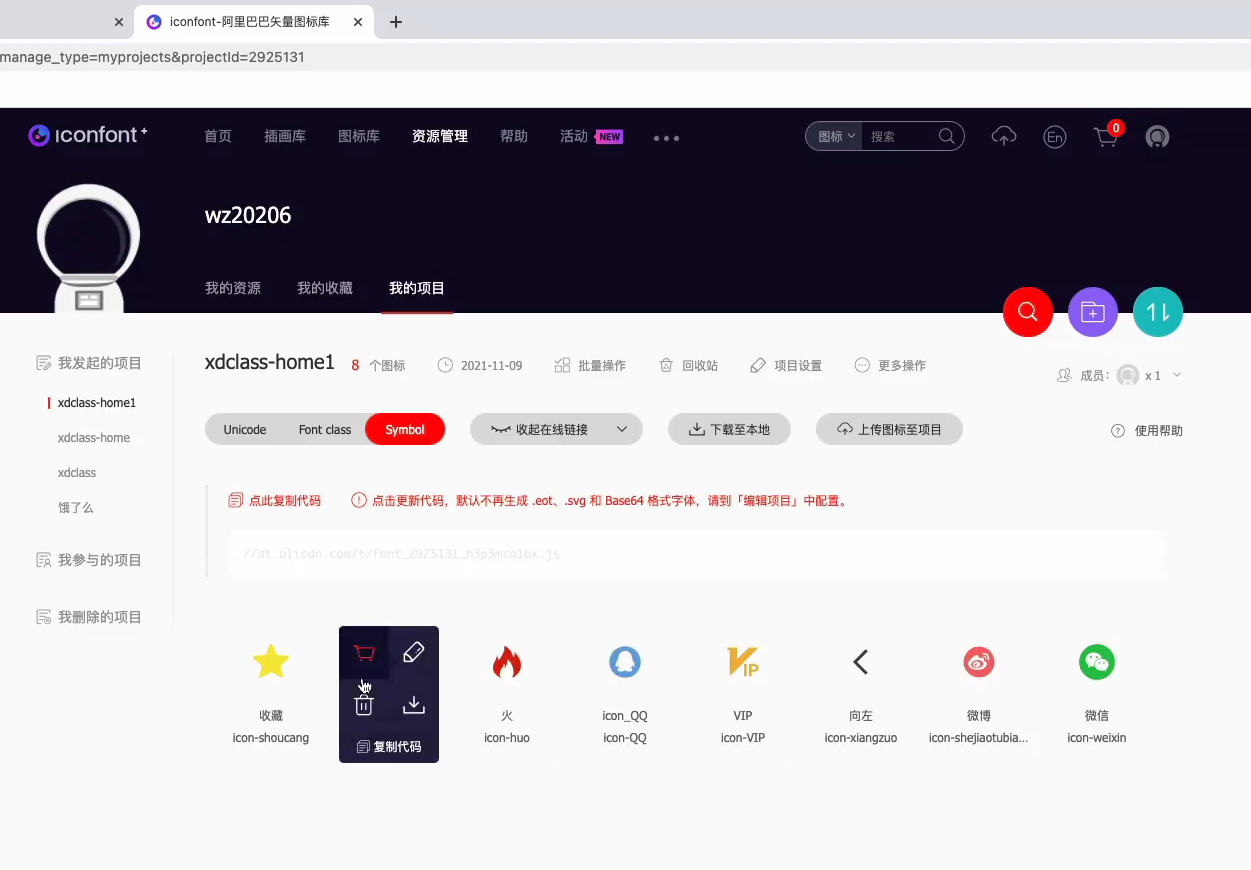 iconfont-阿里巴巴矢量图标库
manage_type=myprojects&projectId=2925131
iconfont+
首页
插画库
图标库
资源管理
帮助
活动
NEW
图标
搜索
En
0
wz20206
我的资源
我的收藏
我的项目
我发起的项目
xdclass-home1
xdclass-home
xdclass
饿了么
我参与的项目
我删除的项目
xdclass-home1
8 个图标
2021-11-09
批量操作
回收站
项目设置
更多操作
成员:
x 1
Unicode
Font class
Symbol
收起在线链接
下载至本地
上传图标至项目
使用帮助
点此复制代码
点击更新代码，默认不再生成 .eot、.svg 和 Base64 格式字体，请到「编辑项目」中配置。
收藏
icon-shoucang
复制代码
火
icon-huo
icon_QQ
icon-QQ
VIP
VIP
icon-VIP
向左
icon-xiangzuo
微博
icon-shejiaotubia...
微信
icon-weixin